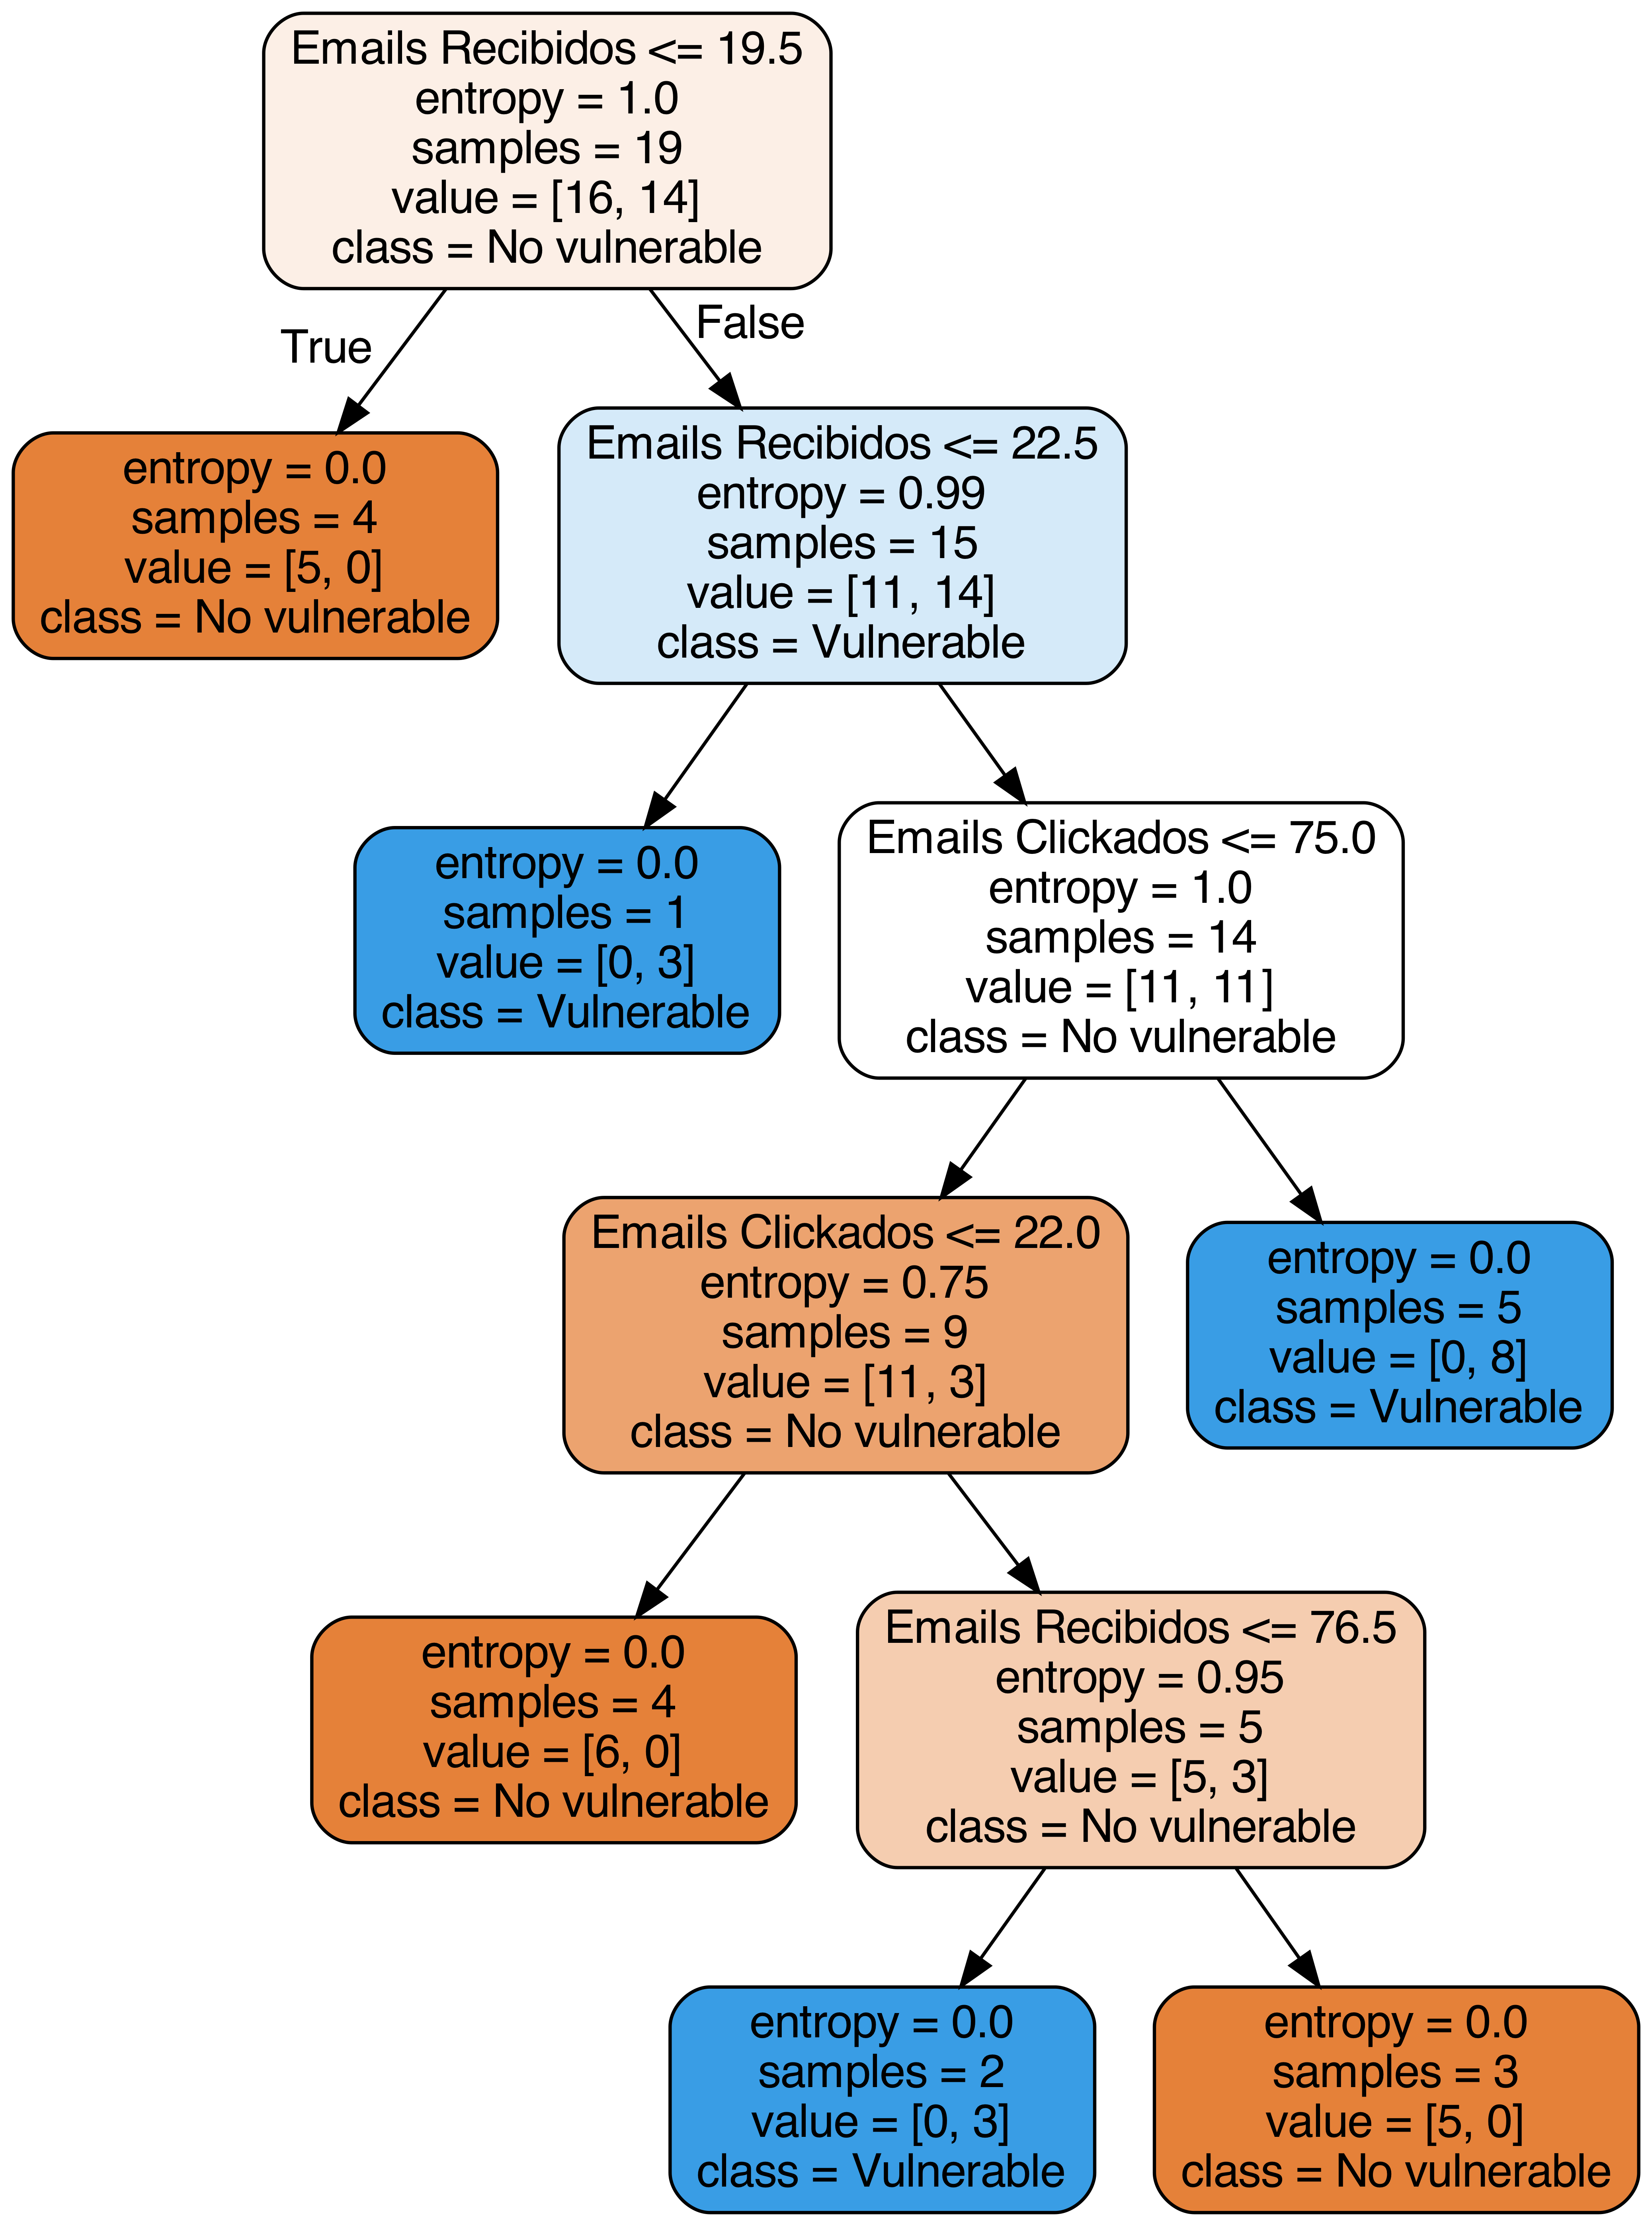 Emails Recibidos <= 19.5
entropy = 1.0
samples = 19
value = [16, 14]
class = No vulnerable
True
False
entropy = 0.0
samples = 4
value = [5, 0]
class = No vulnerable
Emails Recibidos <= 22.5
entropy = 0.99
samples = 15
value = [11, 14]
class = Vulnerable
entropy = 0.0
samples = 1
value = [0, 3]
class = Vulnerable
Emails Clickados <= 75.0
entropy = 1.0
samples = 14
value = [11, 11]
class = No vulnerable
Emails Clickados <= 22.0
entropy = 0.75
samples = 9
value = [11, 3]
class = No vulnerable
entropy = 0.0
samples = 5
value = [0, 8]
class = Vulnerable
entropy = 0.0
samples = 4
value = [6, 0]
class = No vulnerable
Emails Recibidos <= 76.5
entropy = 0.95
samples = 5
value = [5, 3]
class = No vulnerable
entropy = 0.0
samples = 2
value = [0, 3]
class = Vulnerable
entropy = 0.0
samples = 3
value = [5, 0]
class = No vulnerable